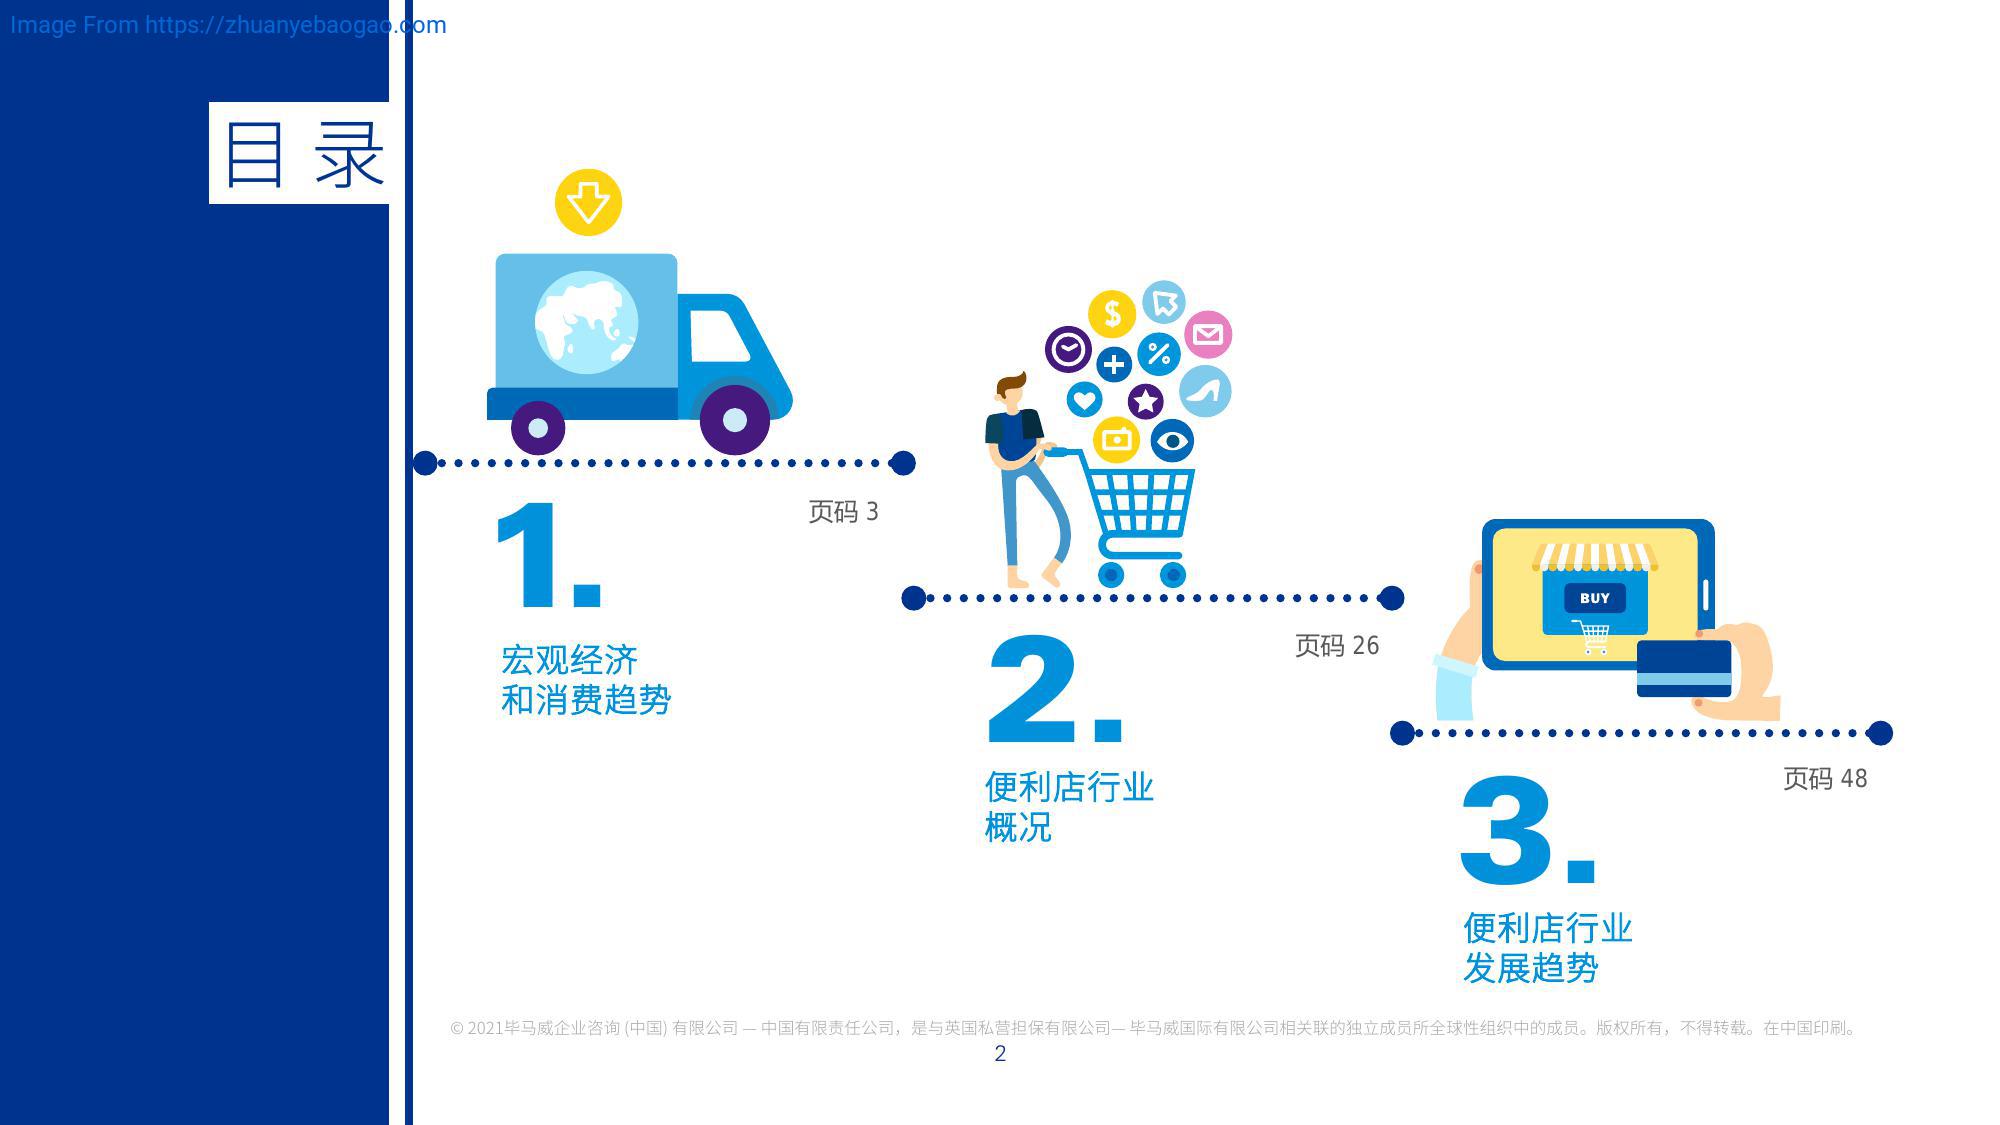 Image From https://zhuanyebaogao.com
目录
$
%
页码 3
1.
宏观经济
和消费趋势
页码 26
2.
便利店行业
概况
BUY
页码 48
3.
便利店行业
发展趋势
© 2021毕马威企业咨询 (中国) 有限公司 — 中国有限责任公司，是与英国私营担保有限公司— 毕马威国际有限公司相关联的独立成员所全球性组织中的成员。版权所有，不得转载。在中国印刷。
2